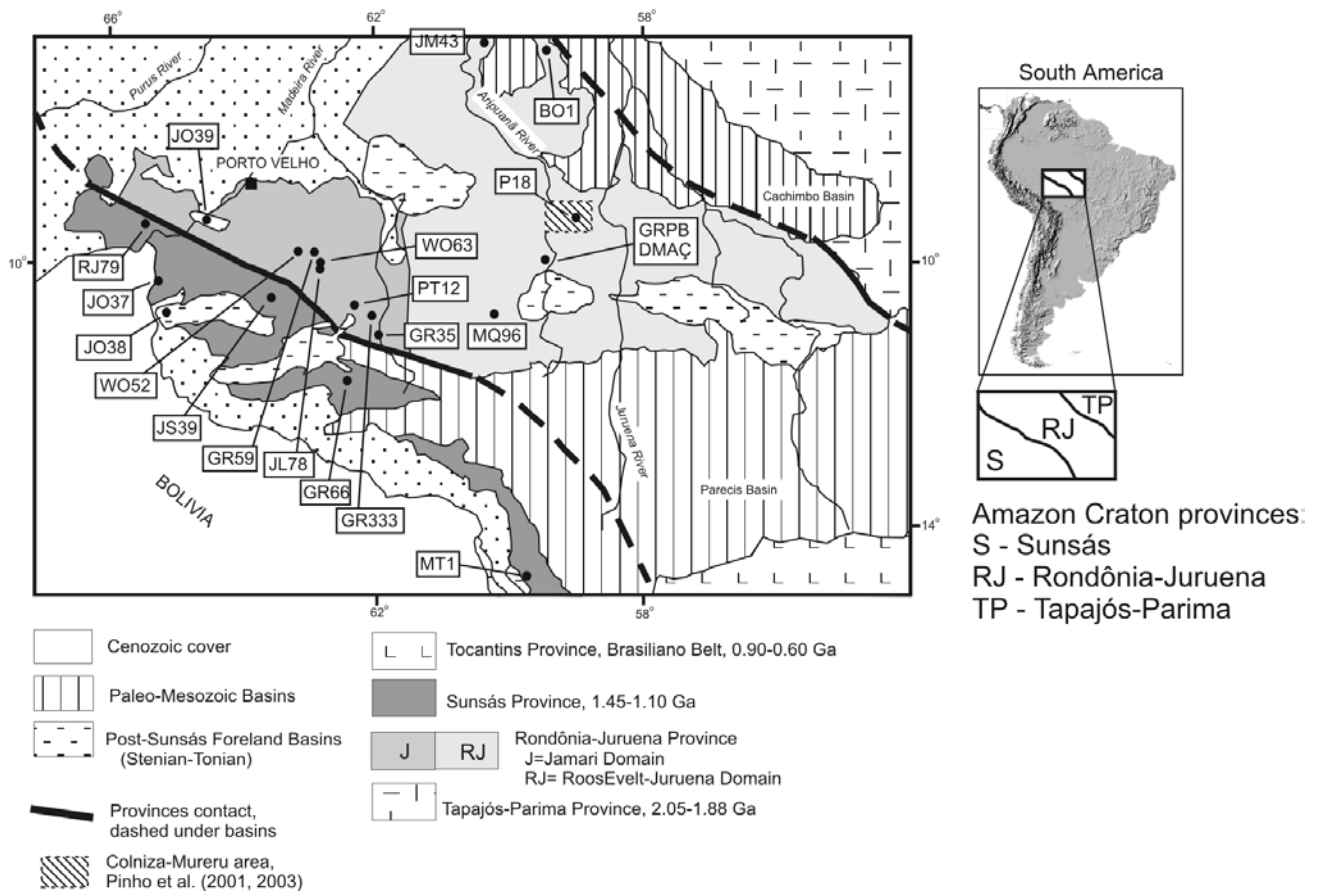 66°
62°
58°
JM43
Purus River
Madeira River
Aripuanã River
BO1
JO39
PORTO VELHO
P18
Cachimbo Basin
10°
10°
RJ79
WO63
GRPB
DMAÇ
JO37
PT12
JO38
GR35
MQ96
WO52
JS39
GR59
JL78
GR66
GR333
Juruena River
Parecis Basin
BOLIVIA
MT1
14°
62°
58°
South America
TP
RJ
S
Amazon Craton provinces:
S - Sunsás
RJ - Rondônia-Juruena
TP - Tapajós-Parima
Cenozoic cover
Paleo-Mesozoic Basins
Post-Sunsás Foreland Basins
(Stenian-Tonian)
Provinces contact,
dashed under basins
Colniza-Mureru area,
Pinho et al. (2001, 2003)
Tocantins Province, Brasiliano Belt, 0.90-0.60 Ga
Sunsás Province, 1.45-1.10 Ga
J
RJ
Rondônia-Juruena Province
J=Jamari Domain
RJ= RoosEvelt-Juruena Domain
Tapajós-Parima Province, 2.05-1.88 Ga